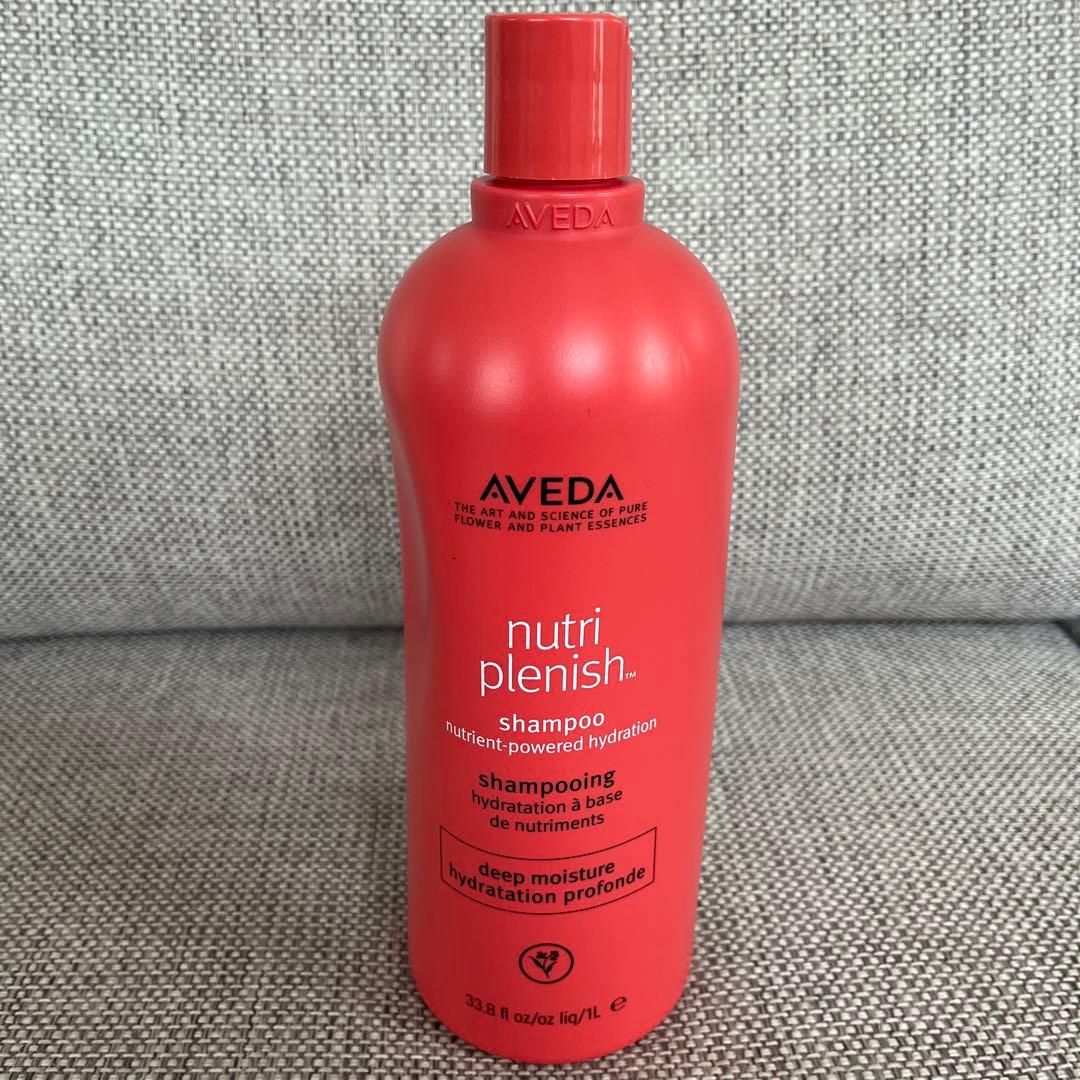 AVEDA
AVEDA
THE ART AND SCIENCE OF PURE
FLOWER AND PLANT ESSENCES
nutri
plenish™
shampoo
nutrient-powered hydration
shampooing
hydratation à base
de nutriments
deep moisture
hydratation profonde
33.8 fl oz/oz liq/1L ℮